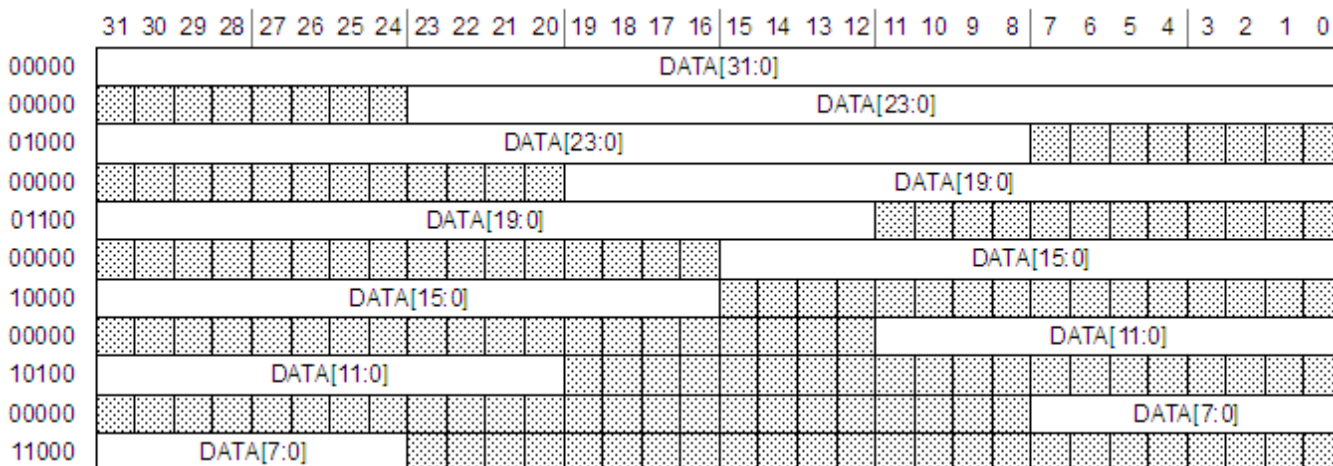 31 30 29 28 27 26 25 24 23 22 21 20 19 18 17 16 15 14 13 12 11 10 9 8 7 6 5 4 3 2 1 0
00000 DATA[31:0]
00000 DATA[23:0]
01000 DATA[23:0]
00000 DATA[19:0]
01100 DATA[19:0]
00000 DATA[15:0]
10000 DATA[15:0]
00000 DATA[11:0]
10100 DATA[11:0]
00000 DATA[7:0]
11000 DATA[7:0]